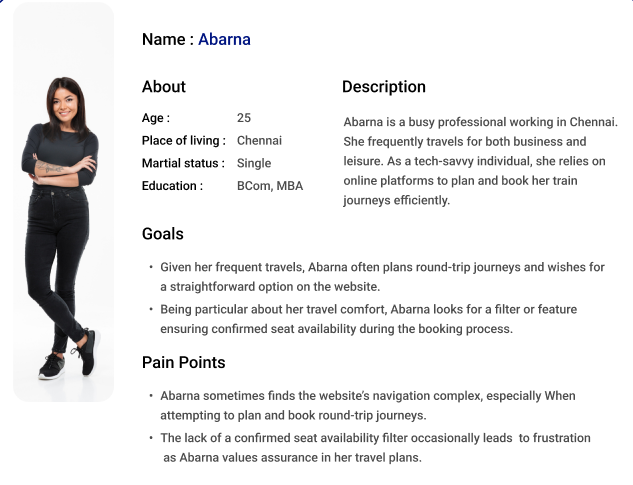 Name : Abarna
About
Age : 25
Place of living : Chennai
Martial status : Single
Education : BCom, MBA
Description
Abarna is a busy professional working in Chennai.
She frequently travels for both business and
leisure. As a tech-savvy individual, she relies on
online platforms to plan and book her train
journeys efficiently.
Goals
• Given her frequent travels, Abarna often plans round-trip journeys and wishes for
a straightforward option on the website.
• Being particular about her travel comfort, Abarna looks for a filter or feature
ensuring confirmed seat availability during the booking process.
Pain Points
• Abarna sometimes finds the website's navigation complex, especially When
attempting to plan and book round-trip journeys.
• The lack of a confirmed seat availability filter occasionally leads to frustration
as Abarna values assurance in her travel plans.